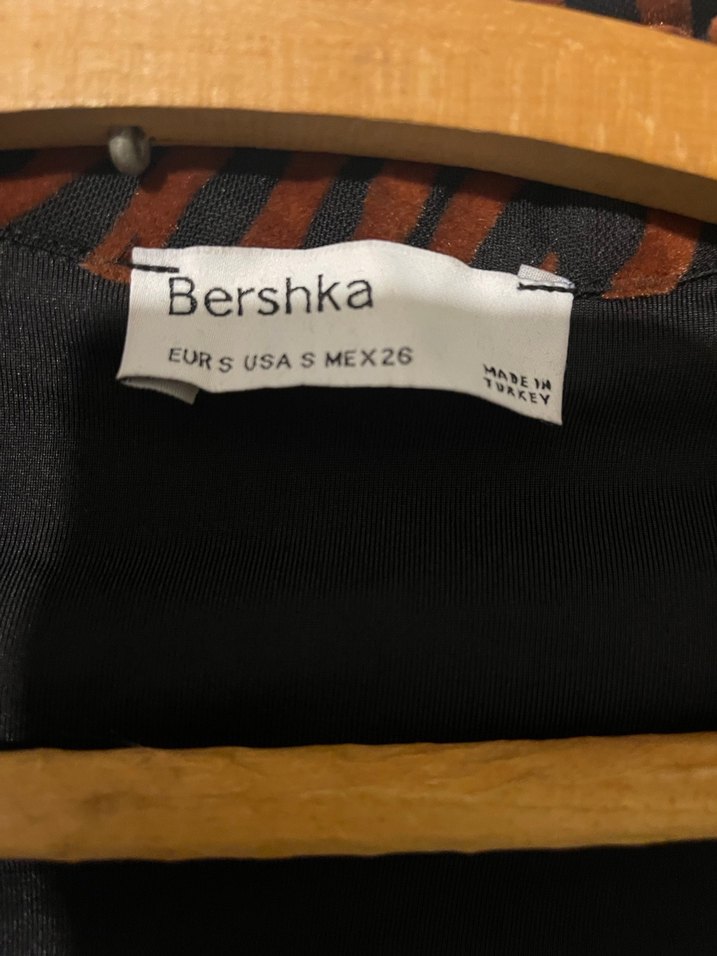 Bershka
EUR S USA S MEX 26
MADE IN
TURKEY